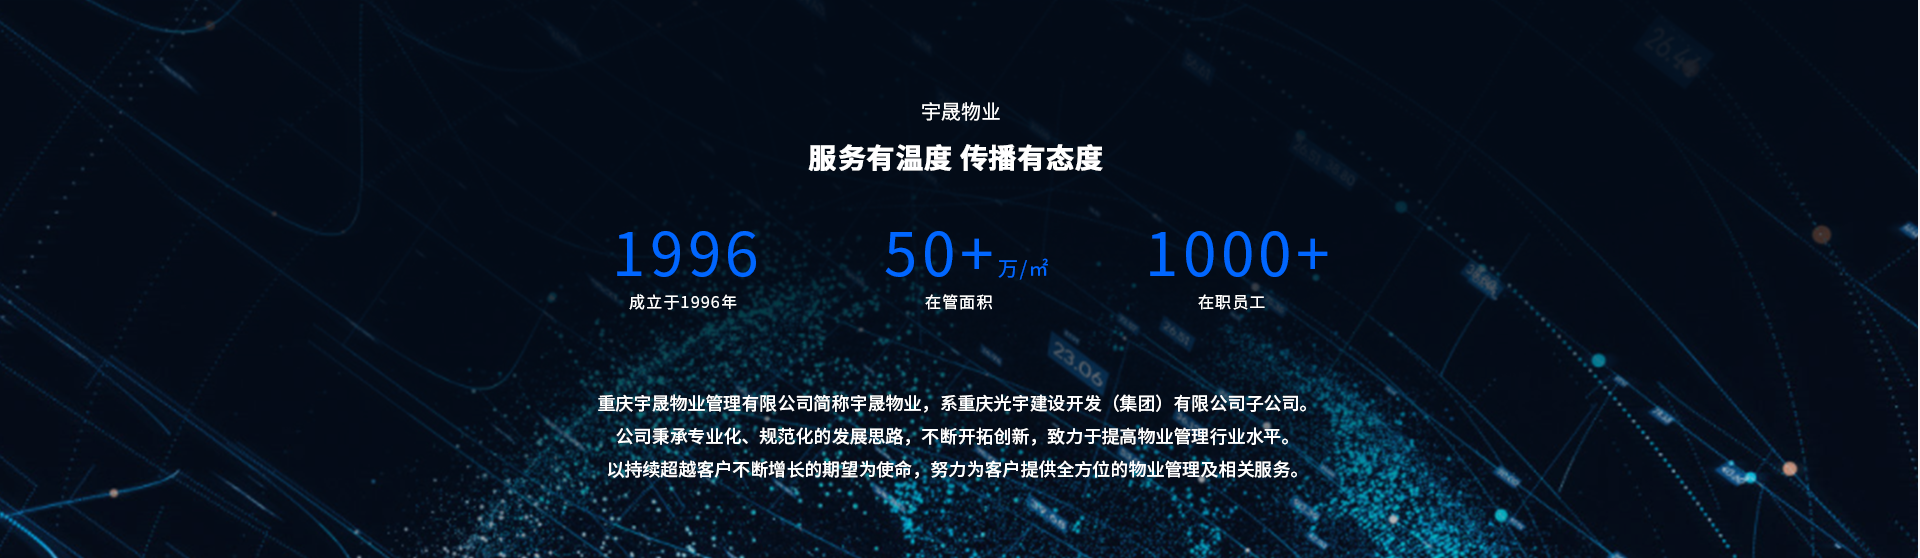 宇晟物业
服务有温度 传播有态度
1996
50+万/㎡
1000+
成立于1996年
在管面积
在职员工
23.06
重庆宇晟物业管理有限公司简称宇晟物业，系重庆光宇建设开发（集团）有限公司子公司。
公司秉承专业化、规范化的发展思路，不断开拓创新，致力于提高物业管理行业水平。
以持续超越客户不断增长的期望为使命，努力为客户提供全方位的物业管理及相关服务。